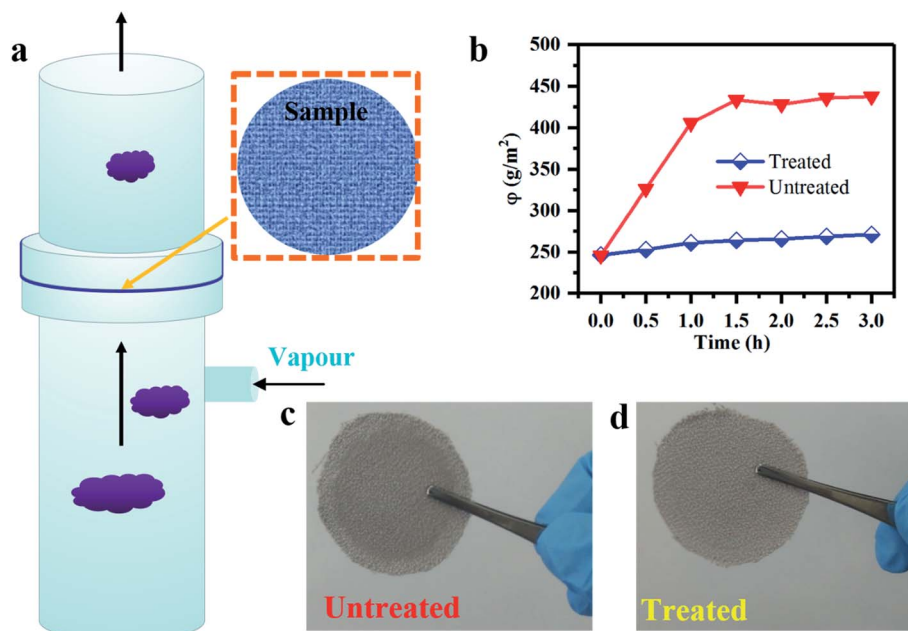 a
Sample
Vapour
b
φ (g/m²)
500
450
400
350
300
250
200
Treated
Untreated
0.0 0.5 1.0 1.5 2.0 2.5 3.0
Time (h)
c
Untreated
d
Treated